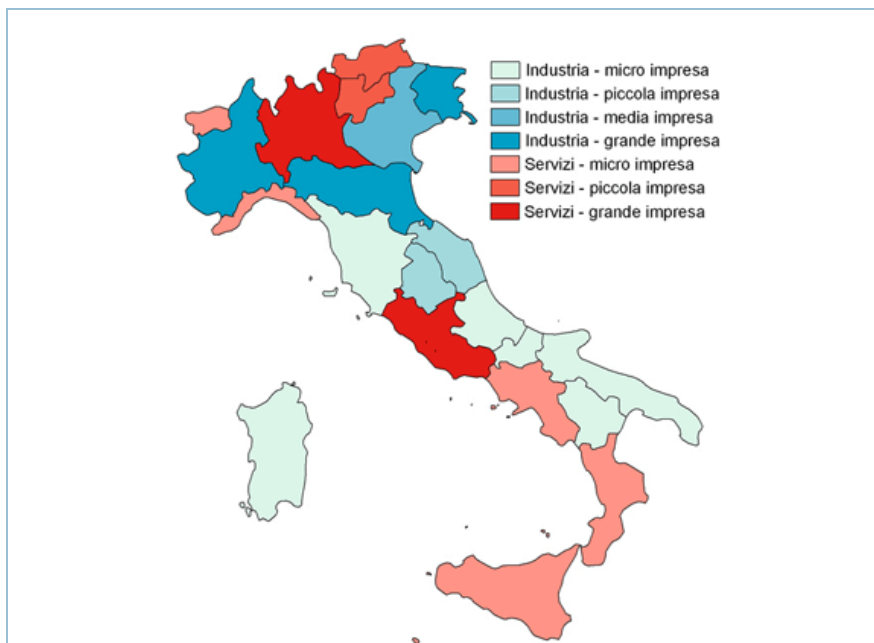 Industria - micro impresa
Industria - piccola impresa
Industria - media impresa
Industria - grande impresa
Servizi - micro impresa
Servizi - piccola impresa
Servizi - grande impresa